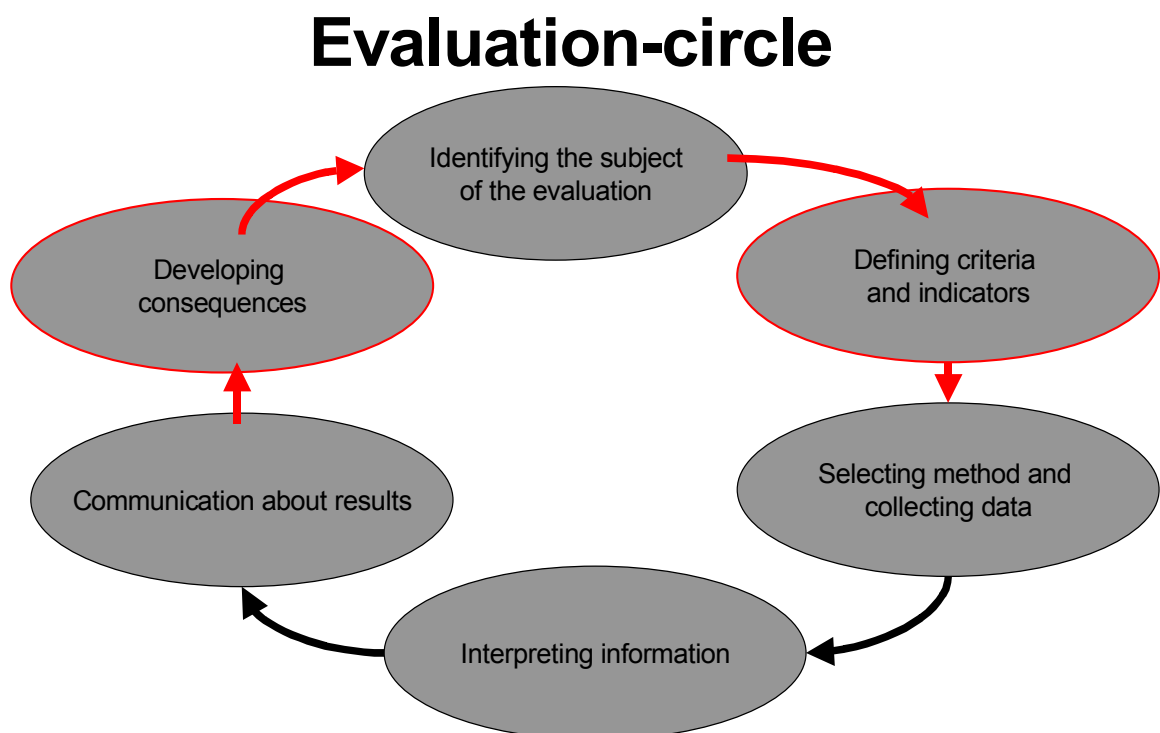 Evaluation-circle
Identifying the subject
of the evaluation
Defining criteria
and indicators
Selecting method and
collecting data
Interpreting information
Communication about results
Developing
consequences